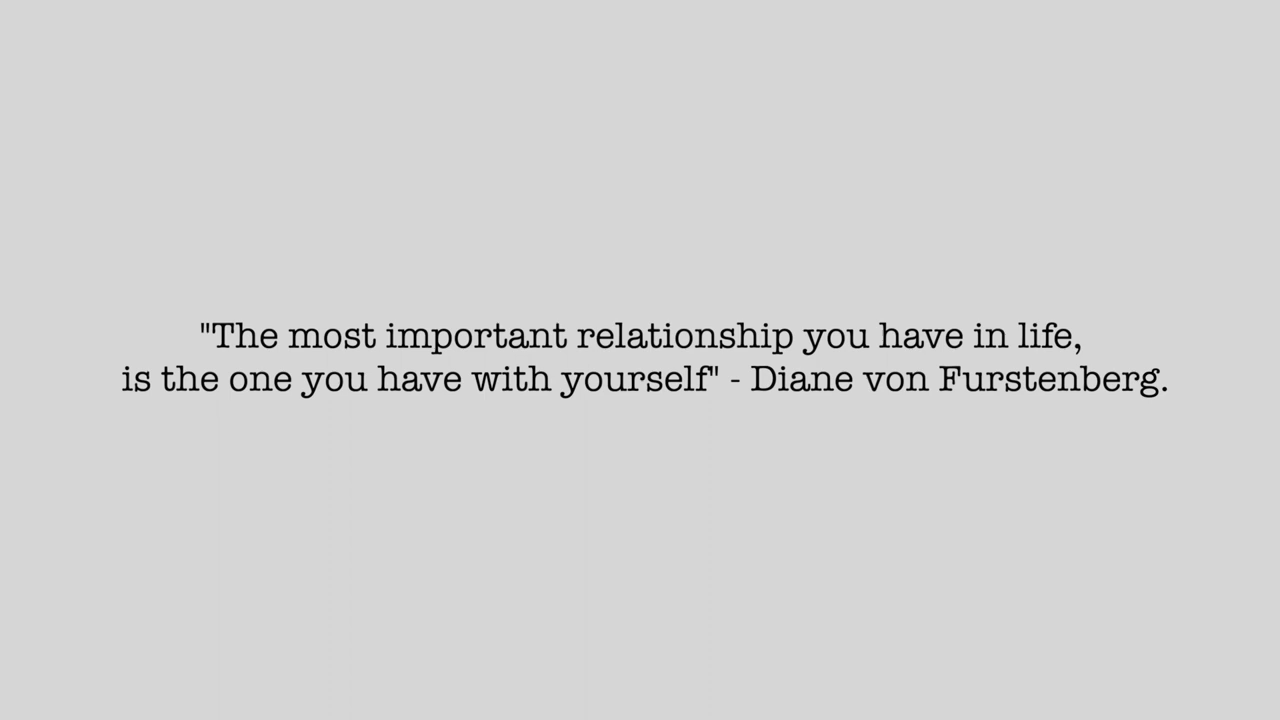 "The most important relationship you have in life,
is the one you have with yourself" - Diane von Furstenberg.